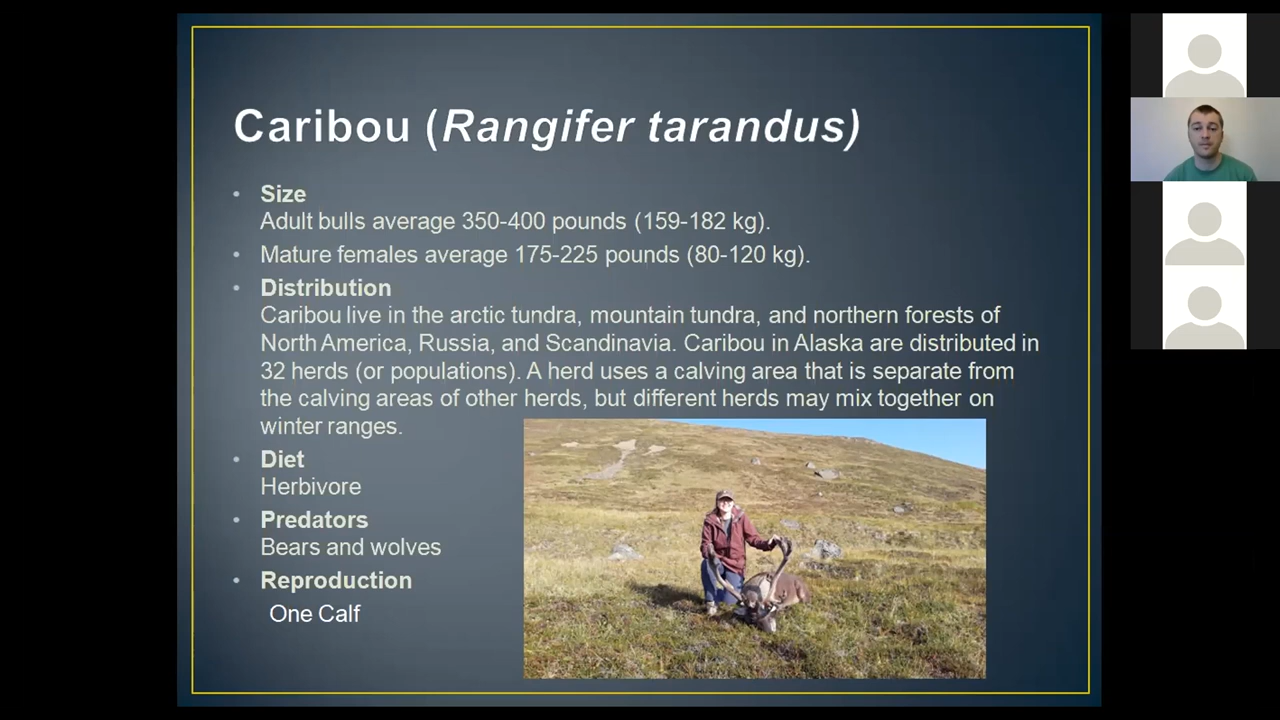 Caribou (Rangifer tarandus)
• Size
Adult bulls average 350-400 pounds (159-182 kg).
• Mature females average 175-225 pounds (80-120 kg).
• Distribution
Caribou live in the arctic tundra, mountain tundra, and northern forests of
North America, Russia, and Scandinavia. Caribou in Alaska are distributed in
32 herds (or populations). A herd uses a calving area that is separate from
the calving areas of other herds, but different herds may mix together on
winter ranges.
• Diet
Herbivore
• Predators
Bears and wolves
• Reproduction
One Calf